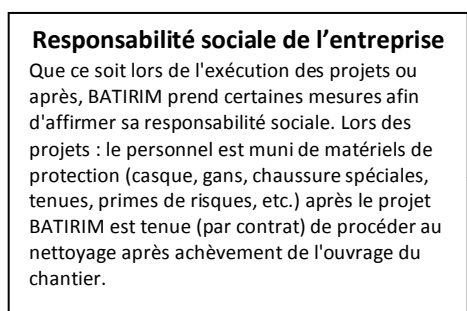 Responsabilité sociale de l'entreprise
Que ce soit lors de l'exécution des projets ou
après, BATIRIM prend certaines mesures afin
d'affirmer sa responsabilité sociale. Lors des
projets : le personnel est muni de matériels de
protection (casque, gans, chaussure spéciales,
tenues, primes de risques, etc.) après le projet
BATIRIM est tenue (par contrat) de procéder au
nettoyage après achèvement de l'ouvrage du
chantier.